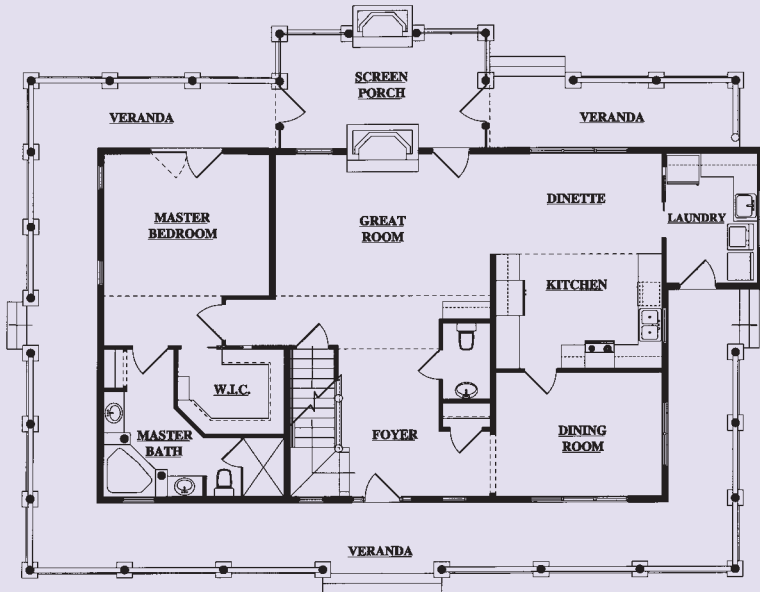 SCREEN
PORCH
VERANDA
VERANDA
MASTER
BEDROOM
GREAT
ROOM
DINETTE
LAUNDRY
KITCHEN
W.I.C.
MASTER
BATH
FOYER
DINING
ROOM
VERANDA